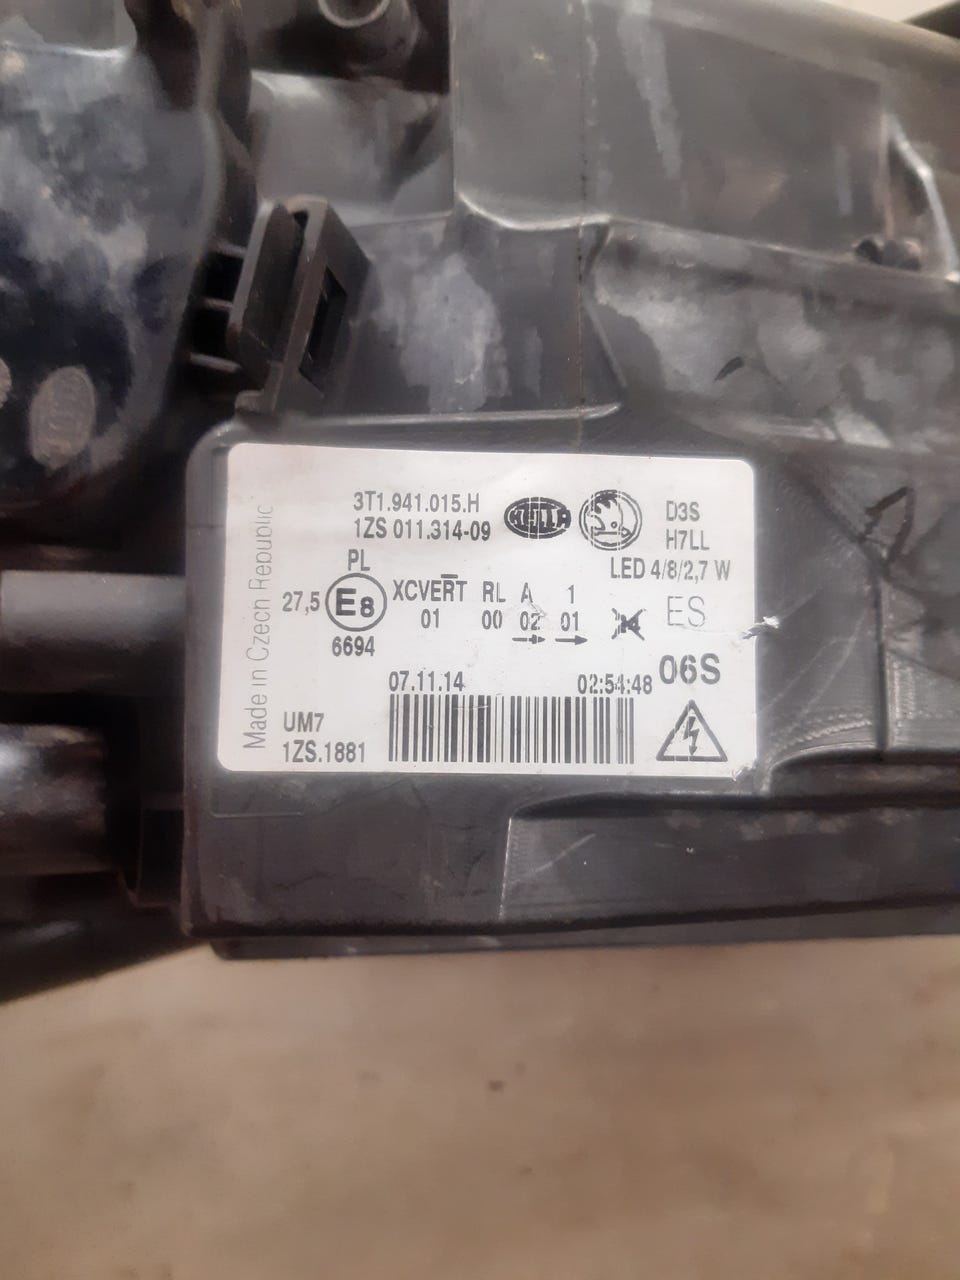 3T1.941.015.H
1ZS 011.314-09
HELLA
D3S
H7LL
LED 4/8/2,7 W
PL
27,5 E8 XCVER̅T RL A 1
01 00 02 01
ES
6694
06S
07.11.14 02:54:48
UM7
1ZS.1881
Made in Czech Republic